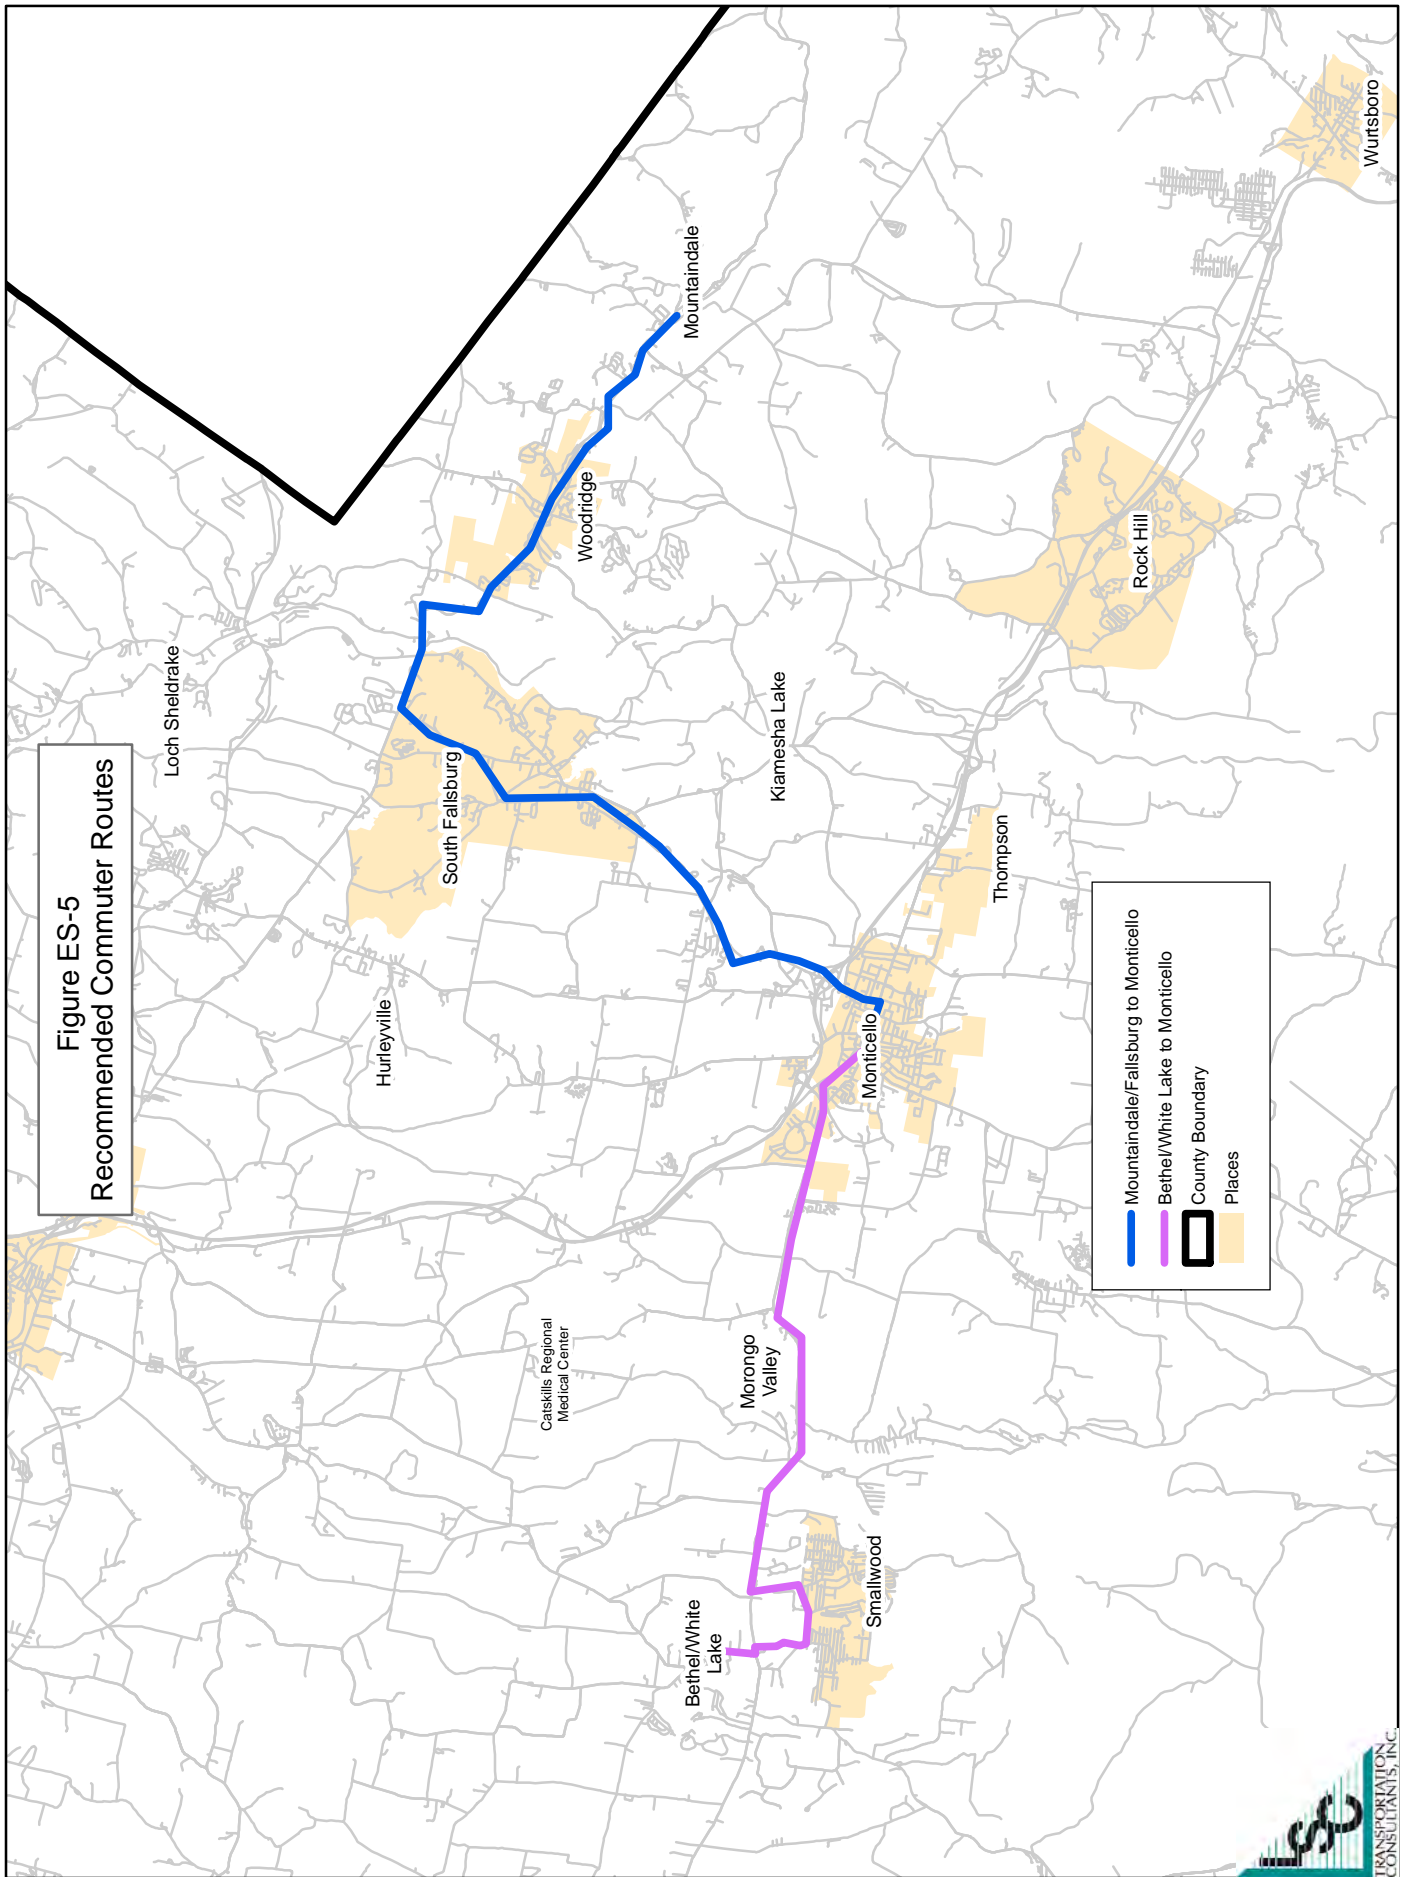 Figure ES-5
Recommended Commuter Routes
Loch Sheldrake
Hurleyville
South Fallsburg
Woodridge
Mountaindale
Catskills Regional
Medical Center
Kiamesha Lake
Bethel/White
Lake
Morongo
Valley
Monticello
Smallwood
Thompson
Rock Hill
Wurtsboro
Mountaindale/Fallsburg to Monticello
Bethel/White Lake to Monticello
County Boundary
Places
LSC
TRANSPORTATION
CONSULTANTS, INC.